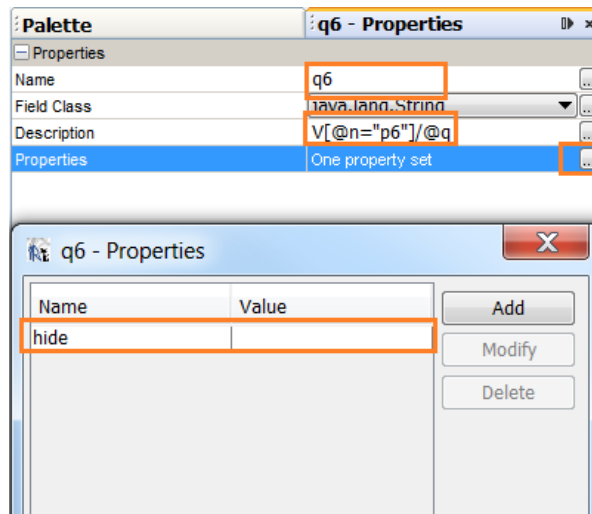 Palette
q6 - Properties
Properties
Name q6
Field Class java.lang.String
Description V[@n="p6"]/@q
Properties One property set
q6 - Properties
Name Value
hide
Add
Modify
Delete